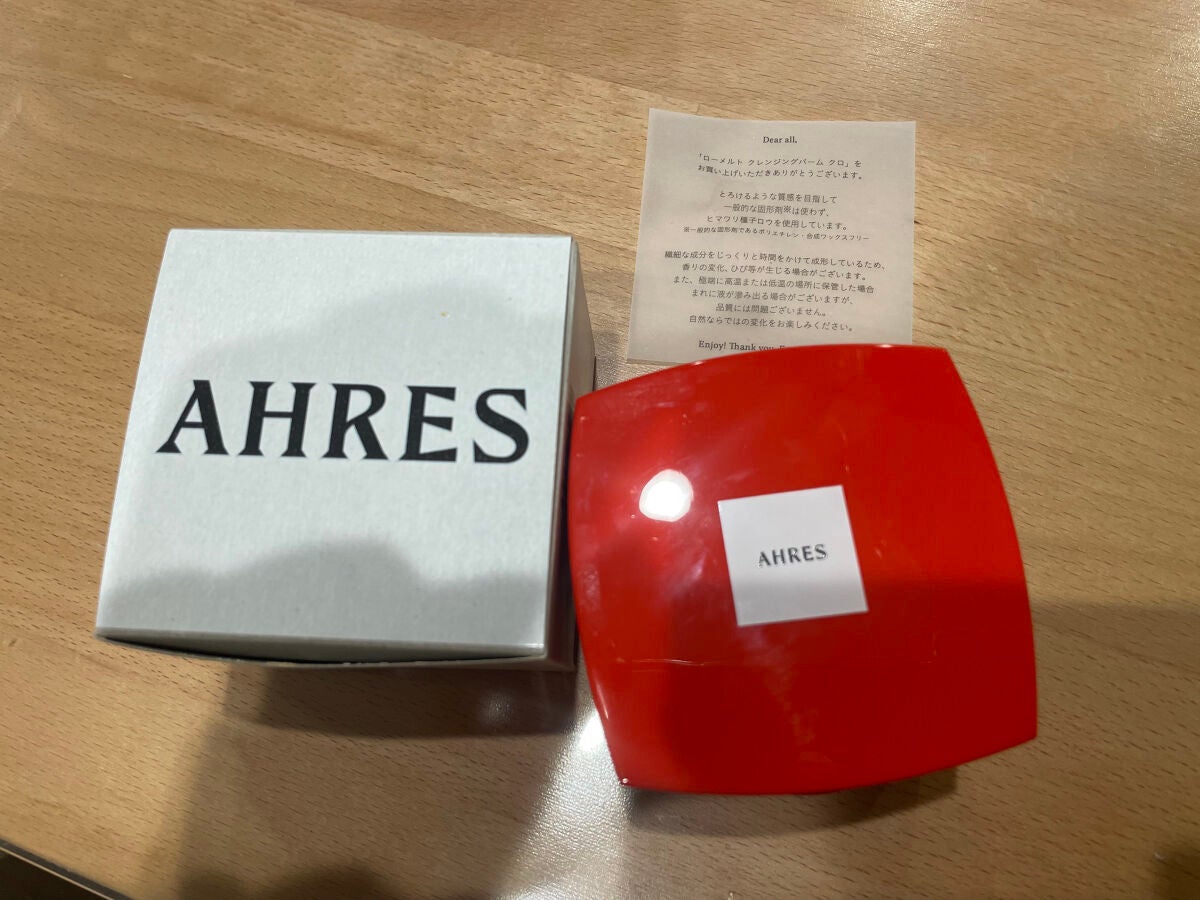 AHRES
Dear all,
「ローメルト クレンジングバーム クロ」を
お買い上げいただきありがとうございます。
とろけるような質感を目指して
一般的な固形剤※は使わず、
ヒマワリ種子ロウを使用しています。
※一般的な固形剤であるポリエチレン・合成ワックスフリー
繊細な成分をじっくりと時間をかけて成形しているため、
香りの変化、ひび等が生じる場合がございます。
また、極端に高温または低温の場所に保管した場合
まれに液が滲み出る場合がございますが、
品質には問題ございません。
自然ならではの変化をお楽しみください。
Enjoy! Thank you.
AHRES